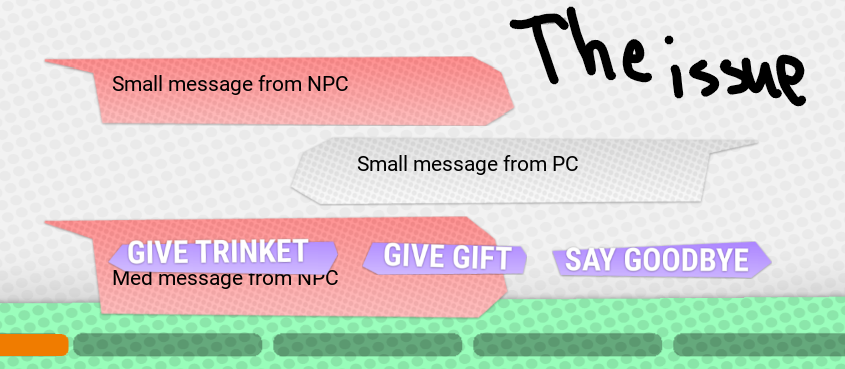 The issue
Small message from NPC
Small message from PC
GIVE TRINKET GIVE GIFT SAY GOODBYE
Med message from NPC